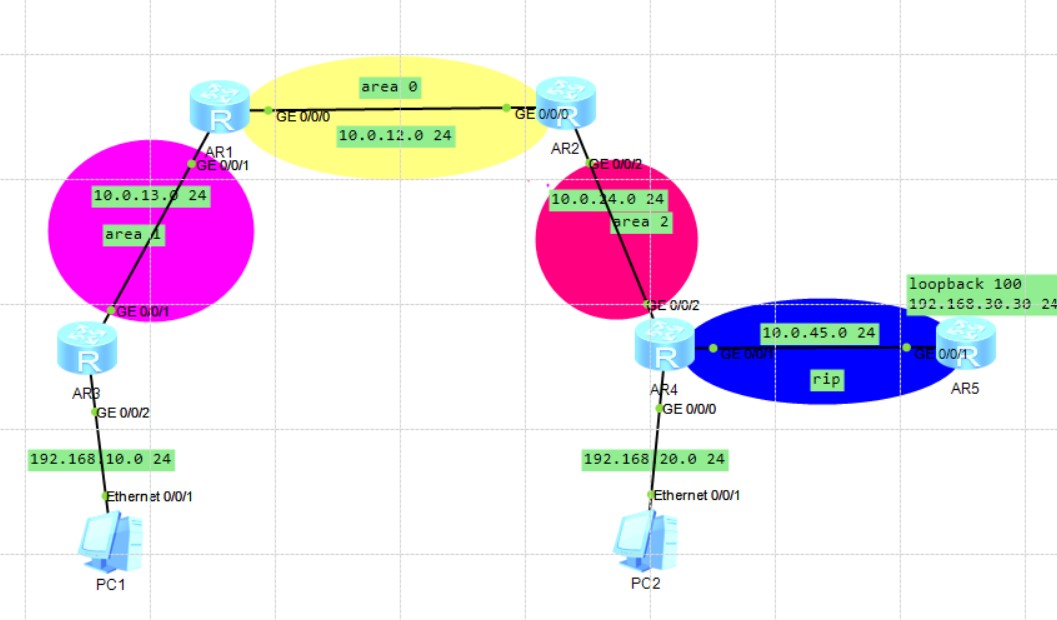 area 0
GE 0/0/0
GE 0/0/0
10.0.12.0 24
R
R
AR1
AR2
GE 0/0/1
GE 0/0/2
10.0.13.0 24
10.0.24.0 24
area 2
area 1
loopback 100
192.168.30.30 24
GE 0/0/1
GE 0/0/2
10.0.45.0 24
R
R
GE 0/0/1
GE 0/0/1
R
rip
AR3
AR4
AR5
GE 0/0/2
GE 0/0/0
192.168.10.0 24
192.168.20.0 24
Ethernet 0/0/1
Ethernet 0/0/1
PC1
PC2